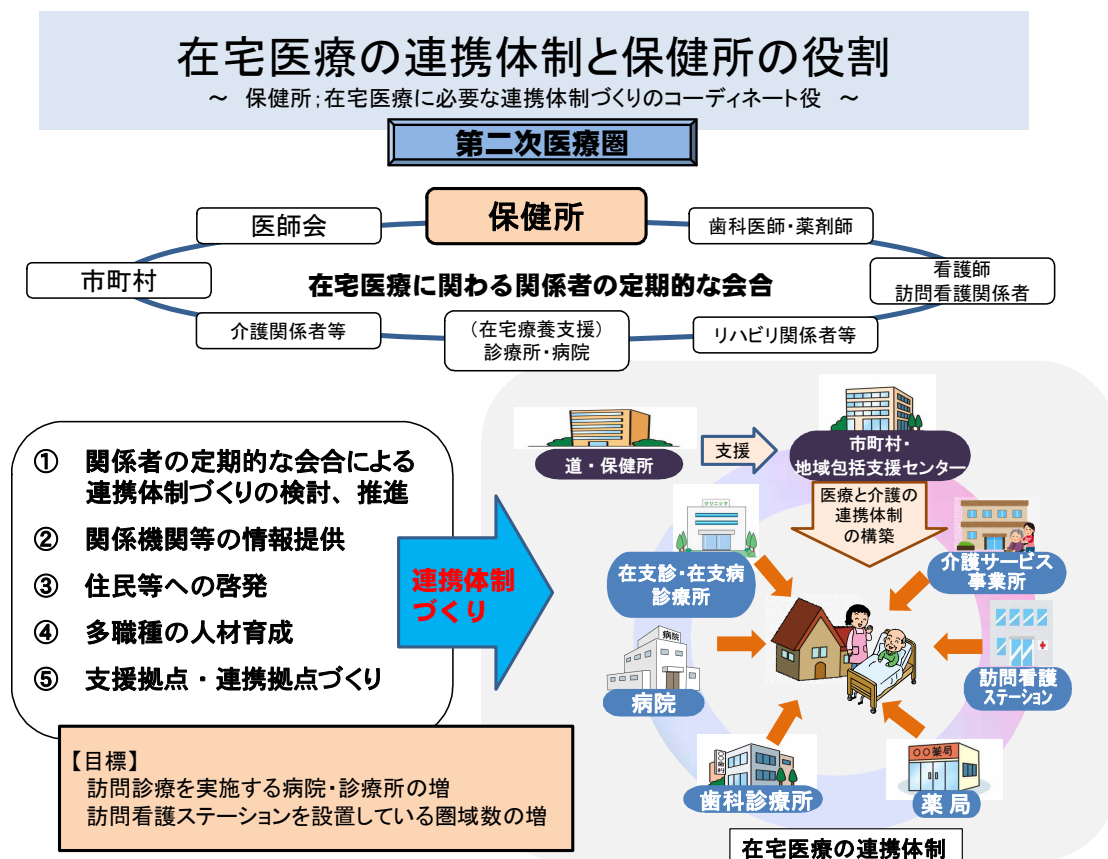 在宅医療の連携体制と保健所の役割
～ 保健所；在宅医療に必要な連携体制づくりのコーディネート役 ～
第二次医療圏
医師会
保健所
歯科医師・薬剤師
市町村
在宅医療に関わる関係者の定期的な会合
看護師
訪問看護関係者
介護関係者等
（在宅療養支援）
診療所・病院
リハビリ関係者等
① 関係者の定期的な会合による
連携体制づくりの検討、推進
② 関係機関等の情報提供
③ 住民等への啓発
④ 多職種の人材育成
⑤ 支援拠点・連携拠点づくり
【目標】
訪問診療を実施する病院・診療所の増
訪問看護ステーションを設置している圏域数の増
連携体制
づくり
道・保健所
支援
市町村・
地域包括支援センター
医療と介護の
連携体制
の構築
クリニック
在支診・在支病
診療所
介護サービス
事業所
病院
病院
訪問看護
ステーション
〇〇歯科
歯科診療所
〇〇薬局
薬局
在宅医療の連携体制